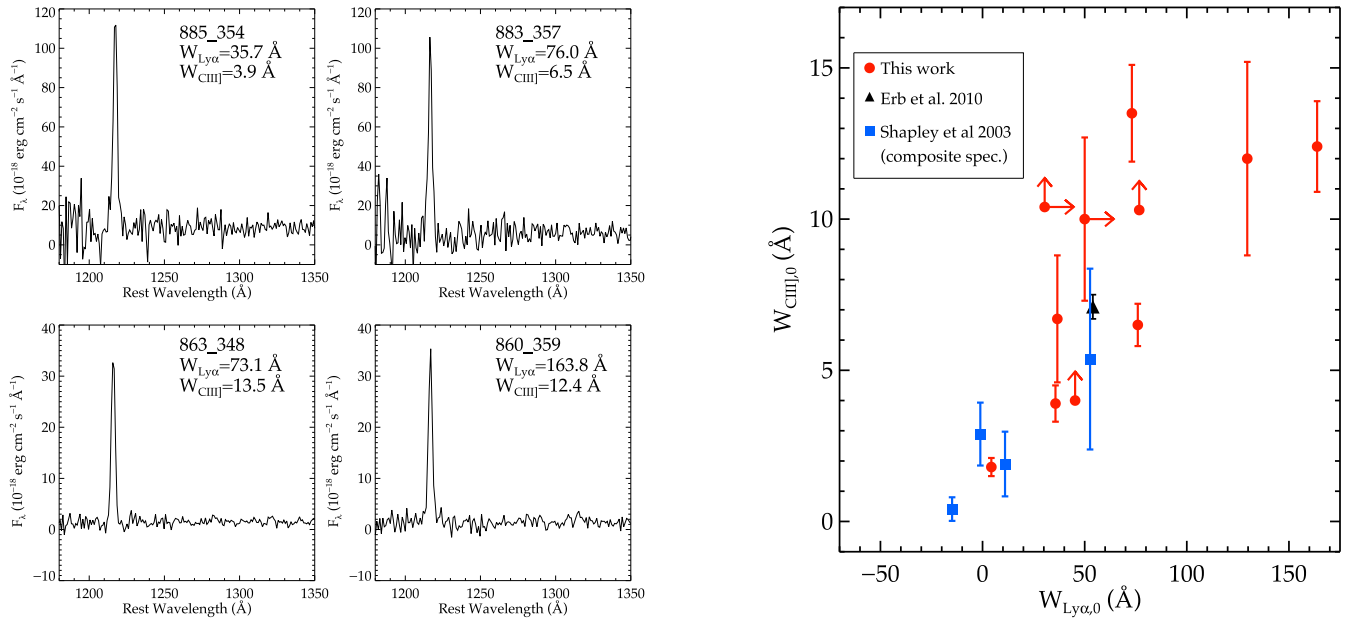 885_354
W_Lyα=35.7 Å
W_CIII]=3.9 Å
F_λ (10⁻¹⁸ erg cm⁻² s⁻¹ Å⁻¹)
120
100
80
60
40
20
0
1200 1250 1300 1350
Rest Wavelength (Å)
883_357
W_Lyα=76.0 Å
W_CIII]=6.5 Å
F_λ (10⁻¹⁸ erg cm⁻² s⁻¹ Å⁻¹)
120
100
80
60
40
20
0
1200 1250 1300 1350
Rest Wavelength (Å)
863_348
W_Lyα=73.1 Å
W_CIII]=13.5 Å
F_λ (10⁻¹⁸ erg cm⁻² s⁻¹ Å⁻¹)
40
30
20
10
0
−10
1200 1250 1300 1350
Rest Wavelength (Å)
860_359
W_Lyα=163.8 Å
W_CIII]=12.4 Å
F_λ (10⁻¹⁸ erg cm⁻² s⁻¹ Å⁻¹)
40
30
20
10
0
−10
1200 1250 1300 1350
Rest Wavelength (Å)
This work
Erb et al. 2010
Shapley et al 2003
(composite spec.)
W_CIII],0 (Å)
15
10
5
0
−50 0 50 100 150
W_Lyα,0 (Å)